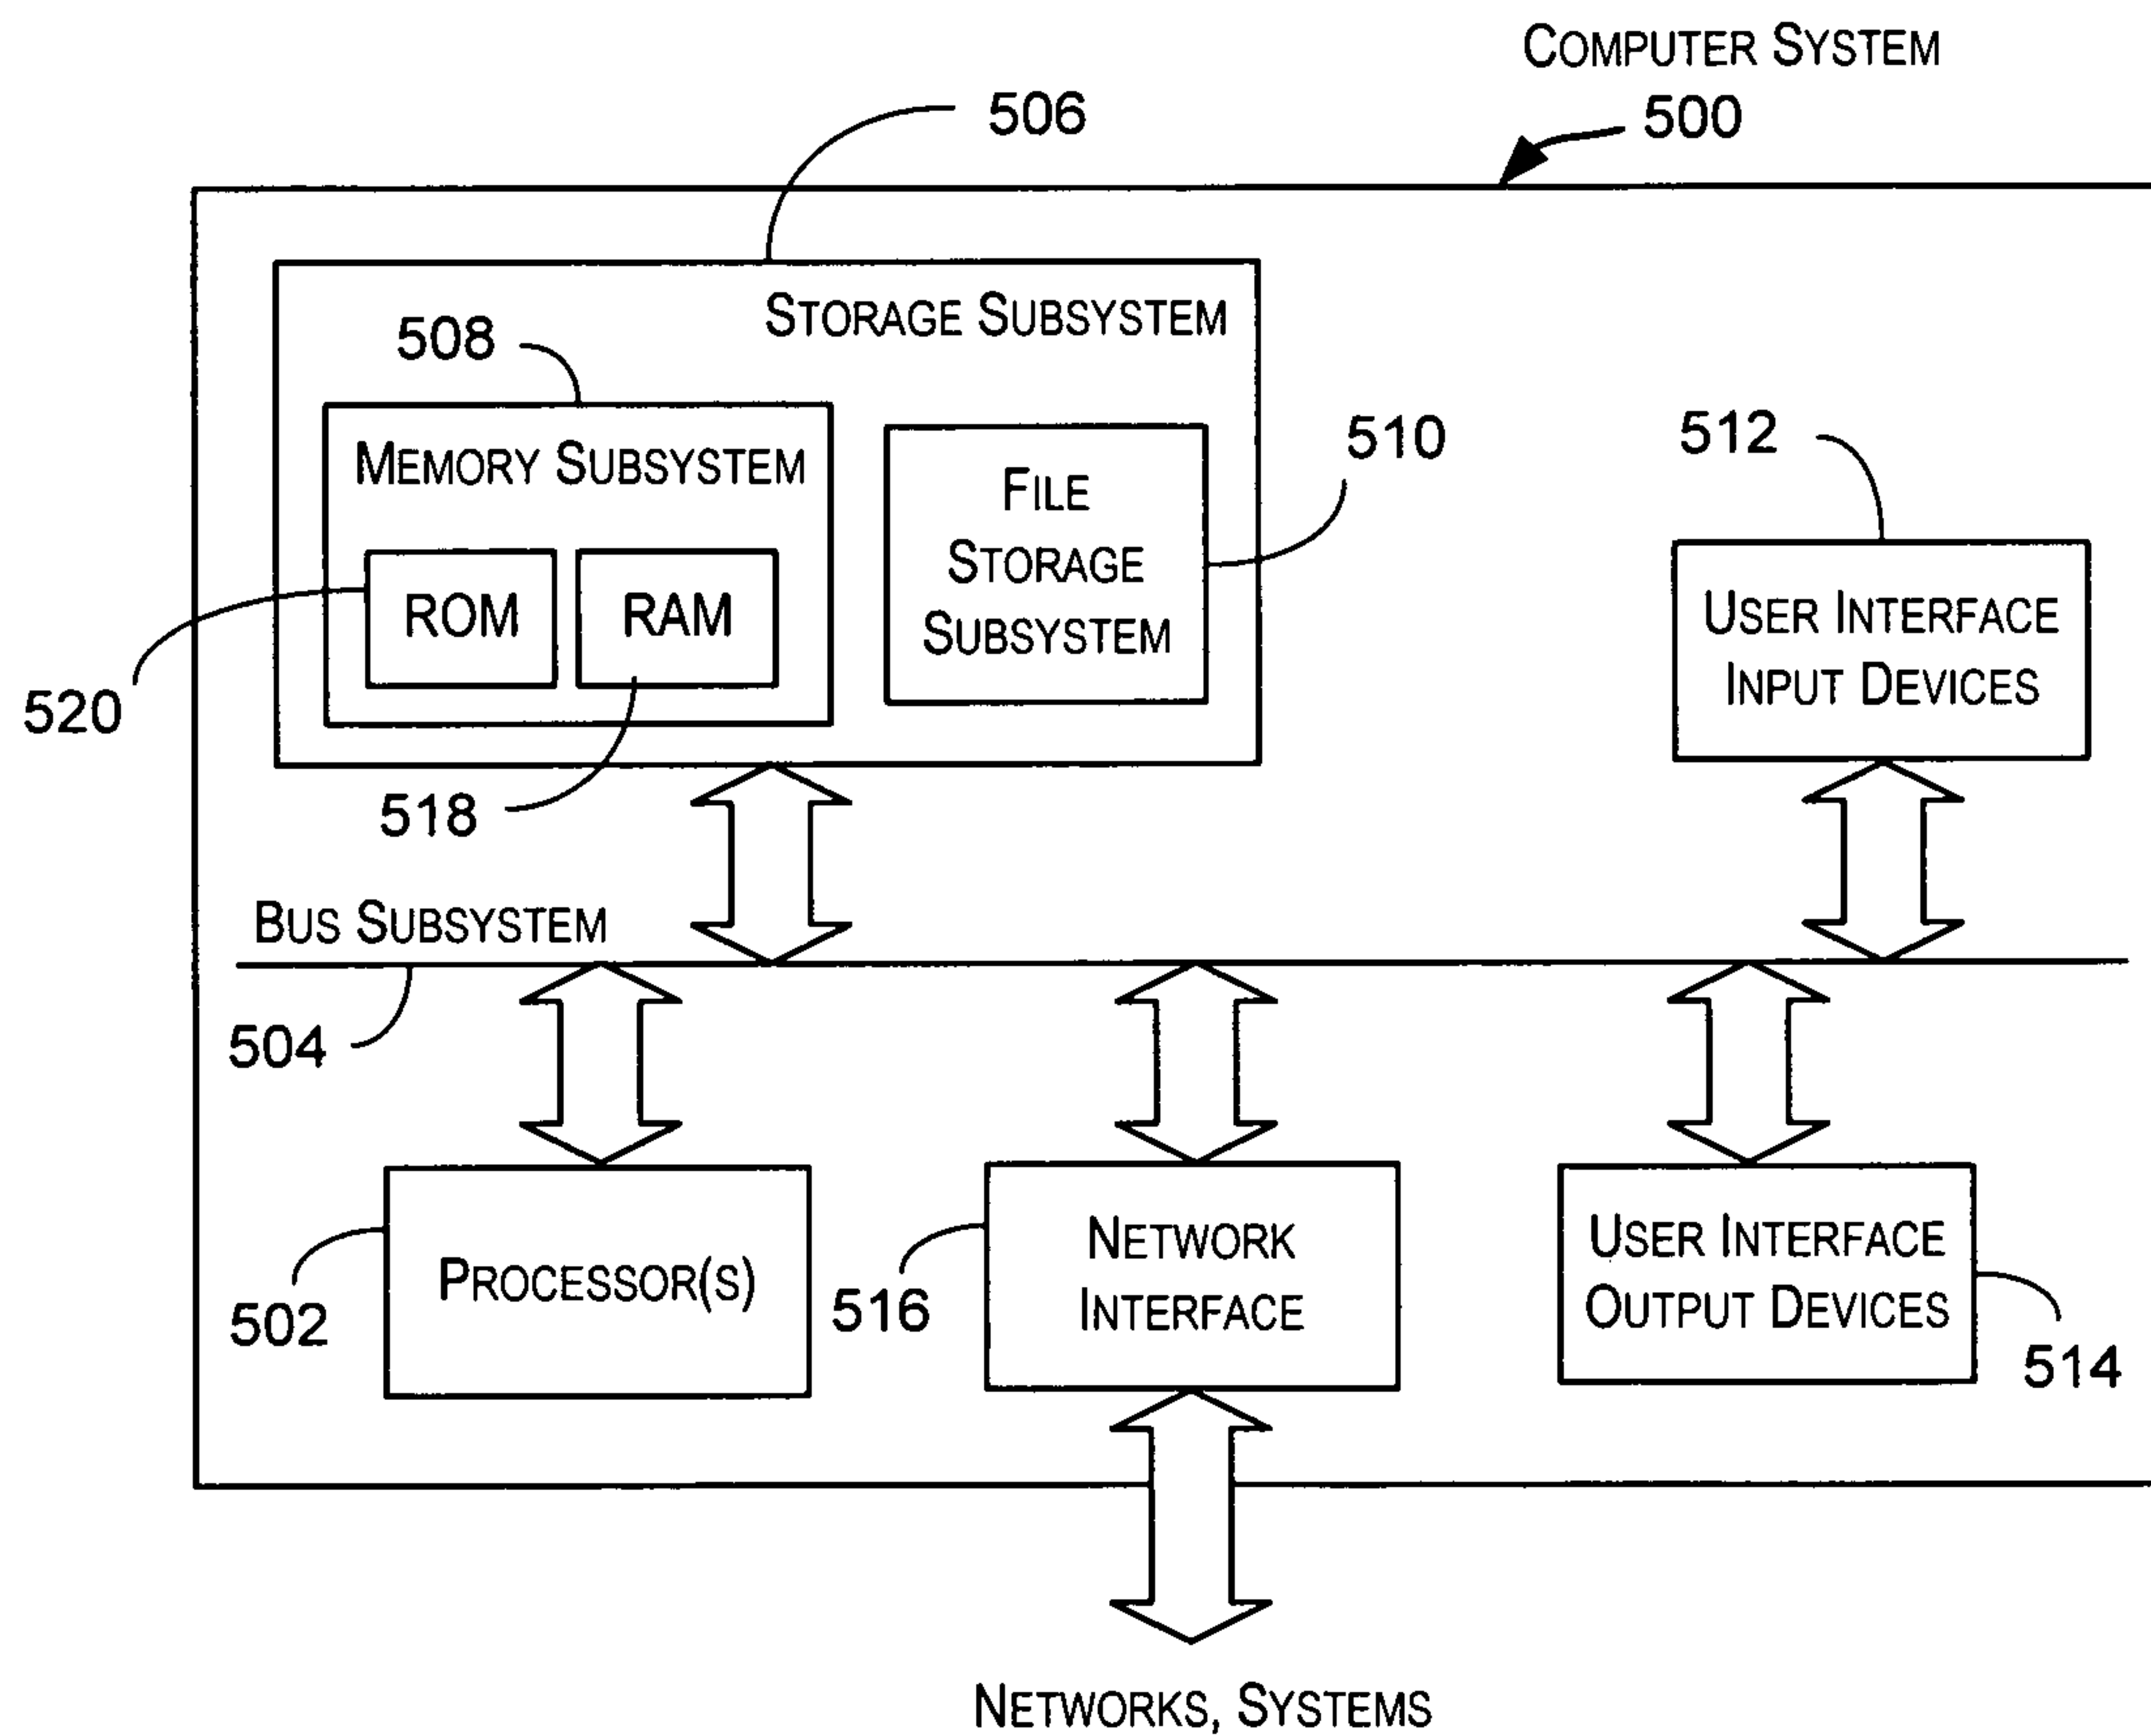 COMPUTER SYSTEM
500
506
STORAGE SUBSYSTEM
508
MEMORY SUBSYSTEM
ROM
RAM
FILE
STORAGE
SUBSYSTEM
510
512
USER INTERFACE
INPUT DEVICES
520
518
BUS SUBSYSTEM
504
PROCESSOR(S)
502
NETWORK
INTERFACE
516
USER INTERFACE
OUTPUT DEVICES
514
NETWORKS, SYSTEMS